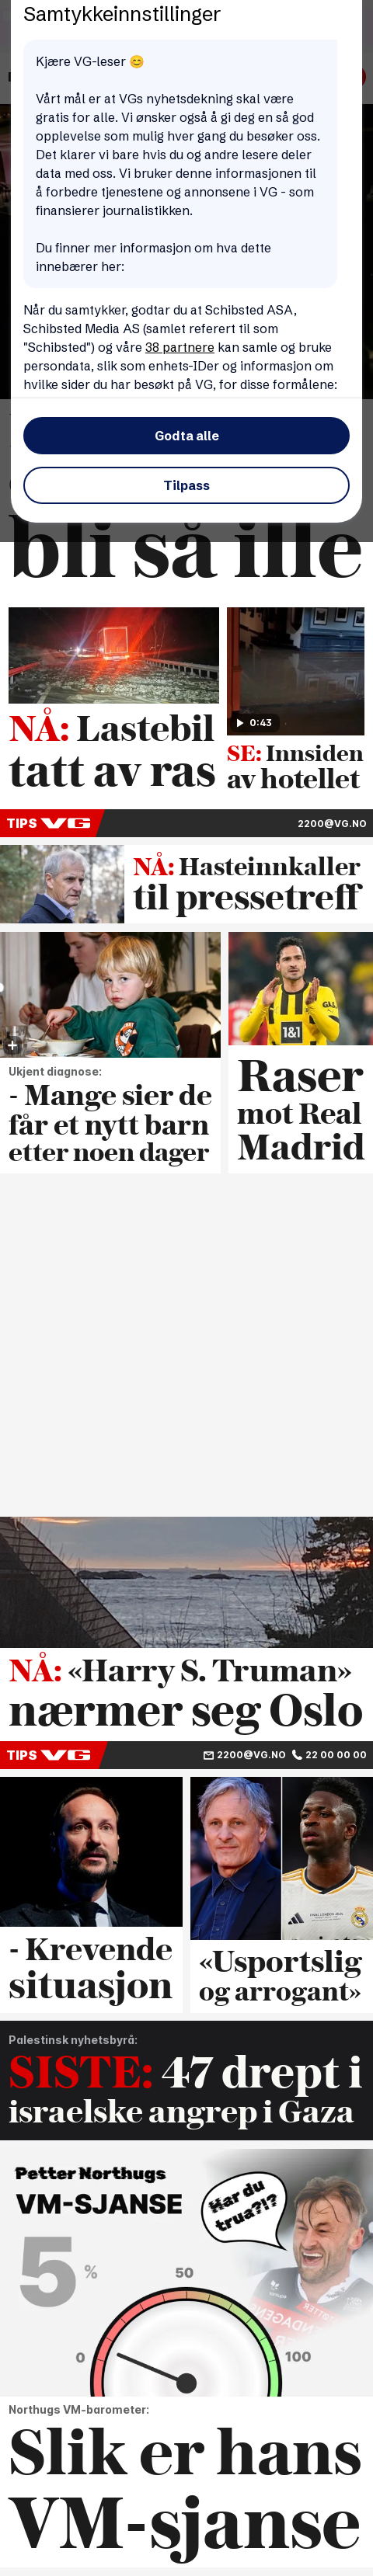 Samtykkeinnstillinger
Kjære VG-leser 😊
Vårt mål er at VGs nyhetsdekning skal være
gratis for alle. Vi ønsker også å gi deg en så god
opplevelse som mulig hver gang du besøker oss.
Det klarer vi bare hvis du og andre lesere deler
data med oss. Vi bruker denne informasjonen til
å forbedre tjenestene og annonsene i VG - som
finansierer journalistikken.
Du finner mer informasjon om hva dette
innebærer her:
Når du samtykker, godtar du at Schibsted ASA,
Schibsted Media AS (samlet referert til som
"Schibsted") og våre 38 partnere kan samle og bruke
persondata, slik som enhets-IDer og informasjon om
hvilke sider du har besøkt på VG, for disse formålene:
Godta alle
Tilpass
bli så ille
0:43
NÅ: Lastebil
tatt av ras
SE: Innsiden
av hotellet
TIPS VG 2200@VG.NO
NÅ: Hasteinnkaller
til pressetreff
GAL
1&1
Ukjent diagnose:
- Mange sier de
får et nytt barn
etter noen dager
Raser
mot Real
Madrid
NÅ: «Harry S. Truman»
nærmer seg Oslo
TIPS VG 2200@VG.NO 22 00 00 00
- Krevende
situasjon
«Usportslig
og arrogant»
Palestinsk nyhetsbyrå:
SISTE: 47 drept i
israelske angrep i Gaza
Petter Northugs
VM-SJANSE
Har du
trua?!?
5%
50
0
100
Northugs VM-barometer:
Slik er hans
VM-sjanse